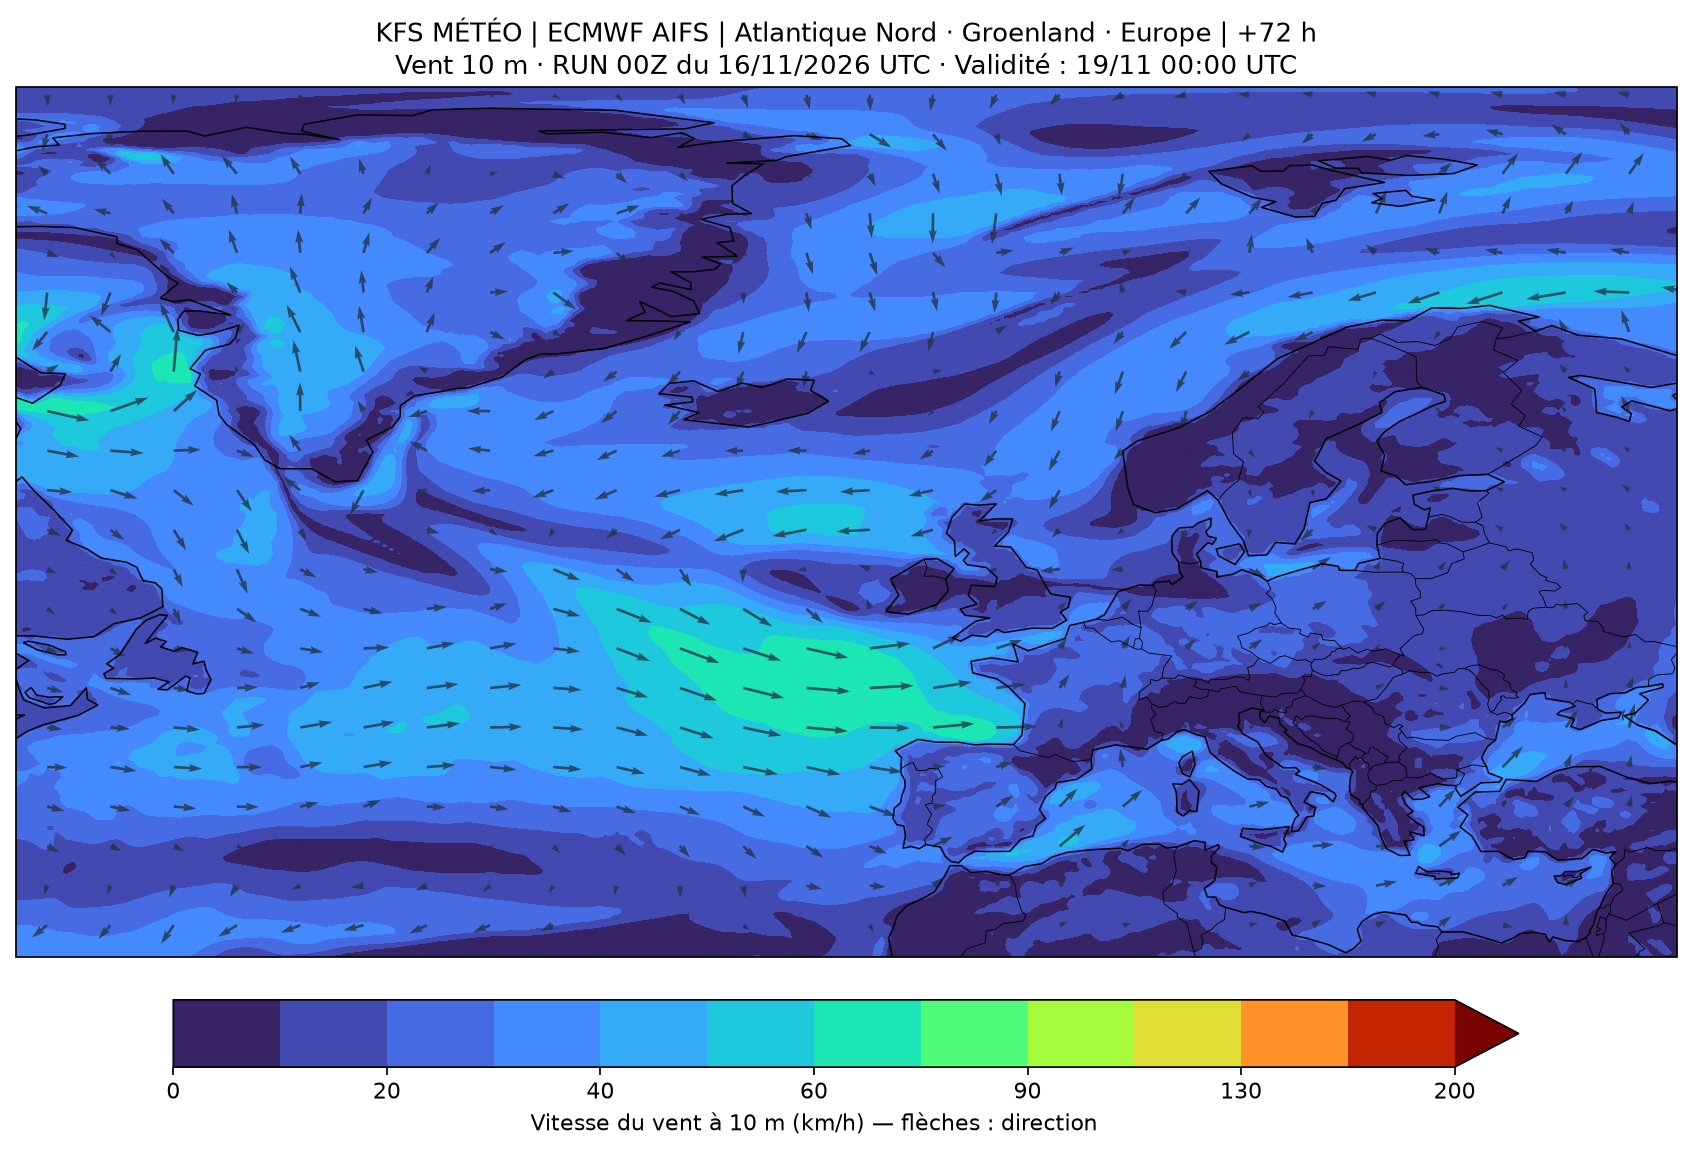 KFS MÉTÉO | ECMWF AIFS | Atlantique Nord · Groenland · Europe | +72 h
Vent 10 m · RUN 00Z du 16/11/2026 UTC · Validité : 19/11 00:00 UTC
0 20 40 60 90 130 200
Vitesse du vent à 10 m (km/h) — flèches : direction